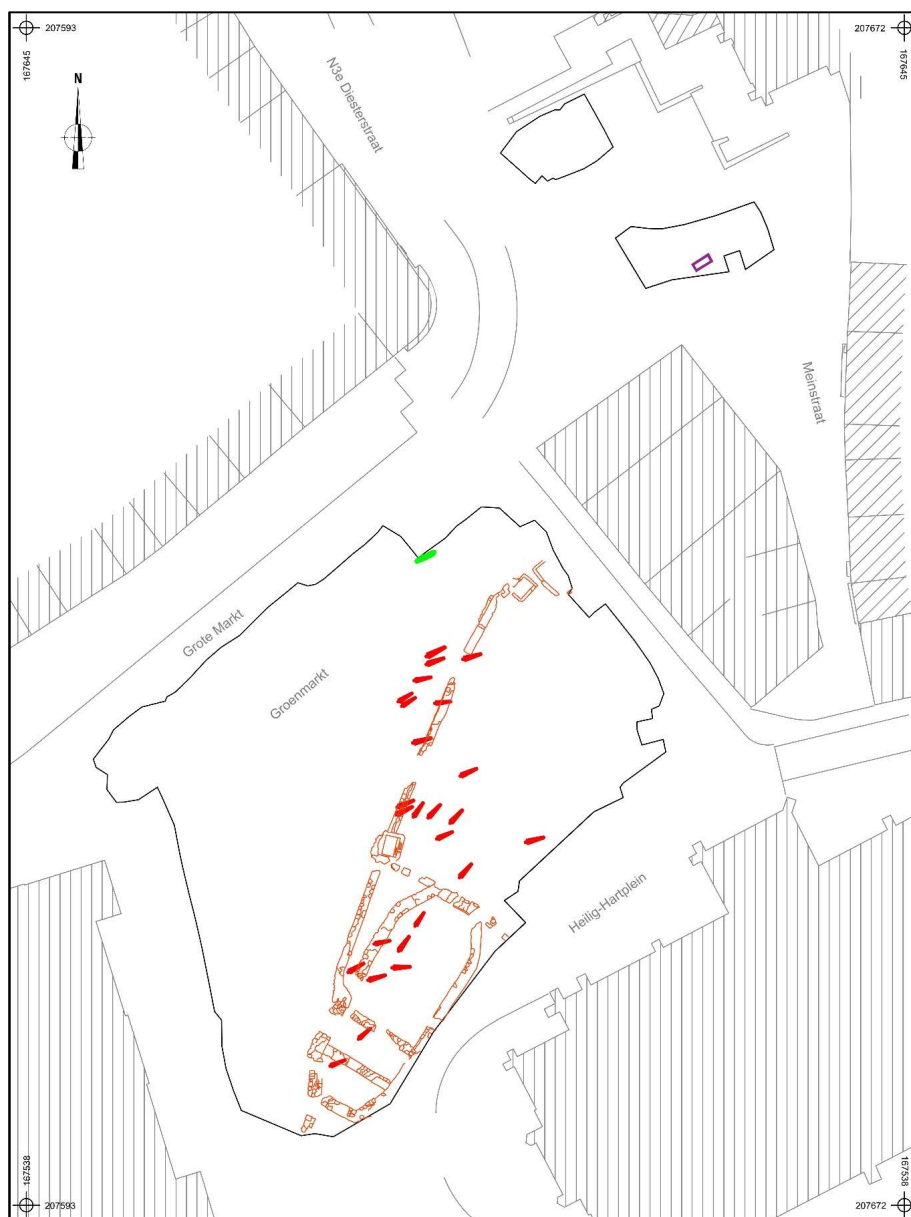 207593
207672
167645
167645
N
N3e Diesterstraat
Meinstraat
Grote Markt
Groenmarkt
Heilig-Hartplein
167538
167538
207593
207672